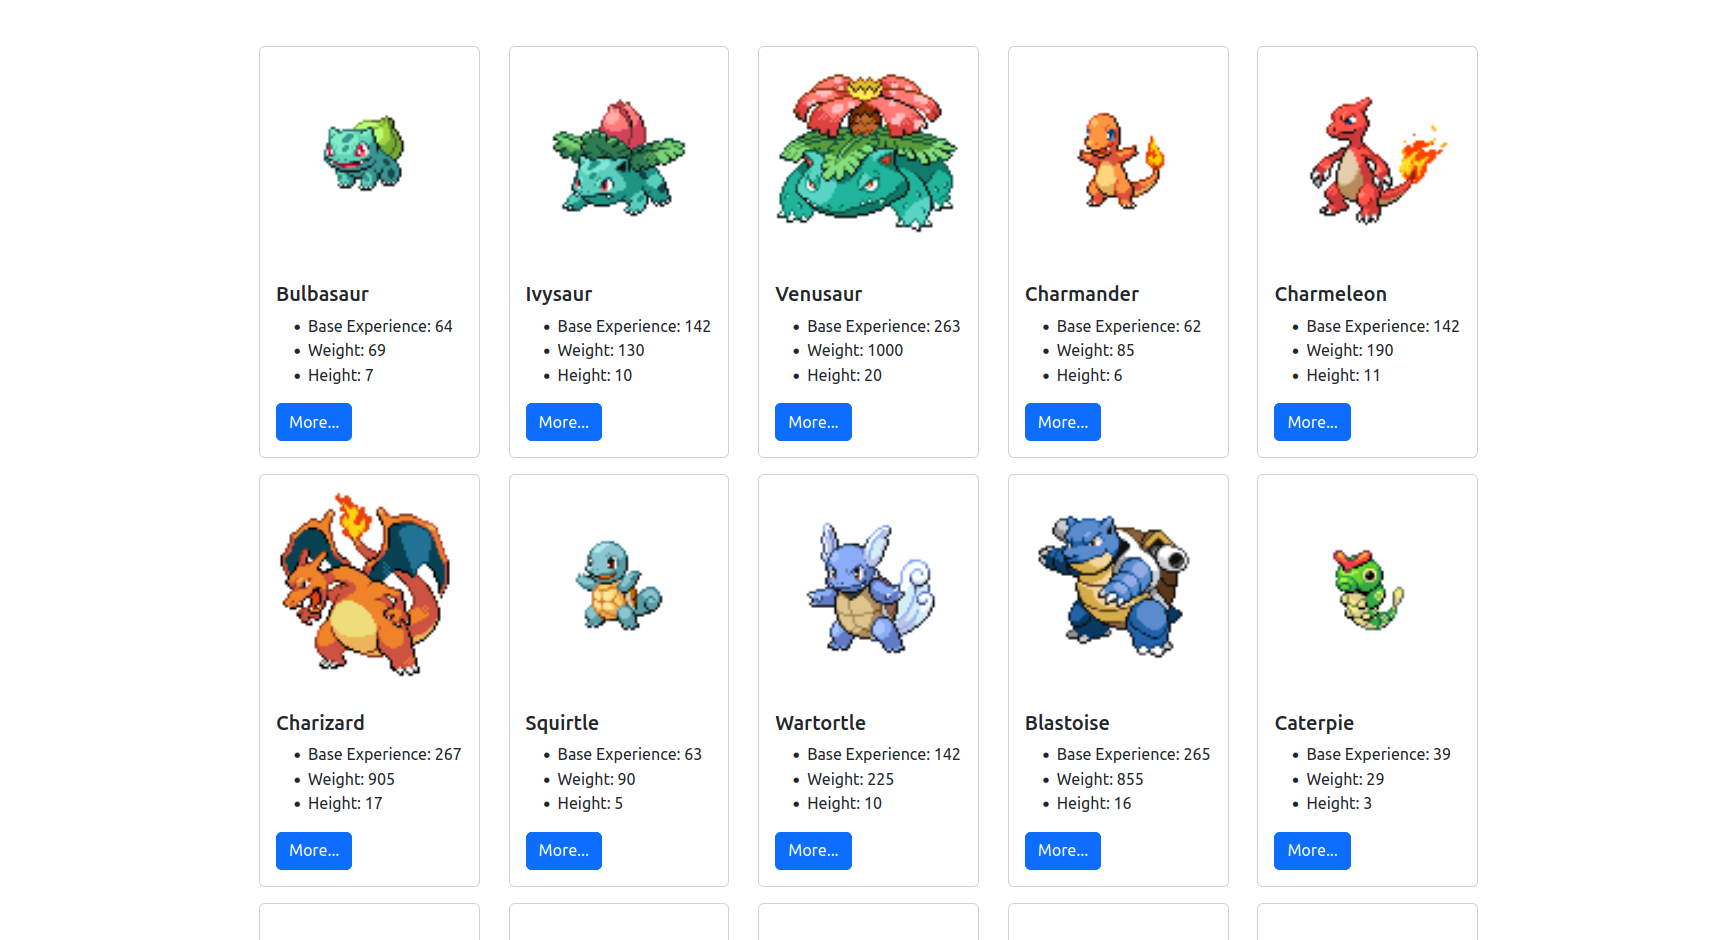 Bulbasaur
Base Experience: 64
Weight: 69
Height: 7
More...
Ivysaur
Base Experience: 142
Weight: 130
Height: 10
More...
Venusaur
Base Experience: 263
Weight: 1000
Height: 20
More...
Charmander
Base Experience: 62
Weight: 85
Height: 6
More...
Charmeleon
Base Experience: 142
Weight: 190
Height: 11
More...
Charizard
Base Experience: 267
Weight: 905
Height: 17
More...
Squirtle
Base Experience: 63
Weight: 90
Height: 5
More...
Wartortle
Base Experience: 142
Weight: 225
Height: 10
More...
Blastoise
Base Experience: 265
Weight: 855
Height: 16
More...
Caterpie
Base Experience: 39
Weight: 29
Height: 3
More...